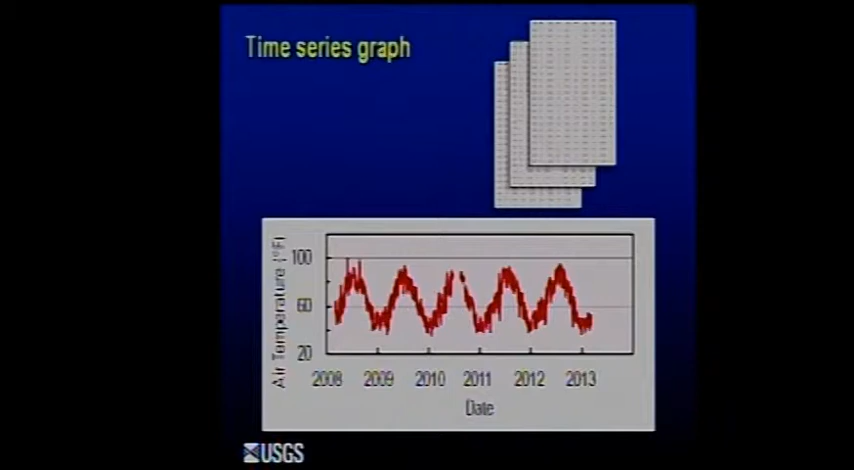 Time series graph
Air Temperature (°F)
100
60
20
2008 2009 2010 2011 2012 2013
Date
USGS